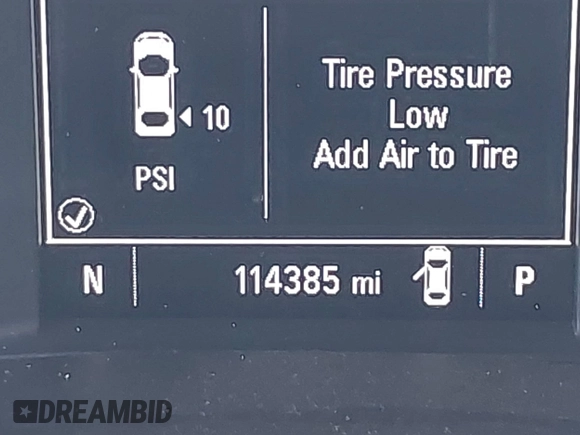 10
PSI
Tire Pressure
Low
Add Air to Tire
N
114385 mi
P
DREAMBID